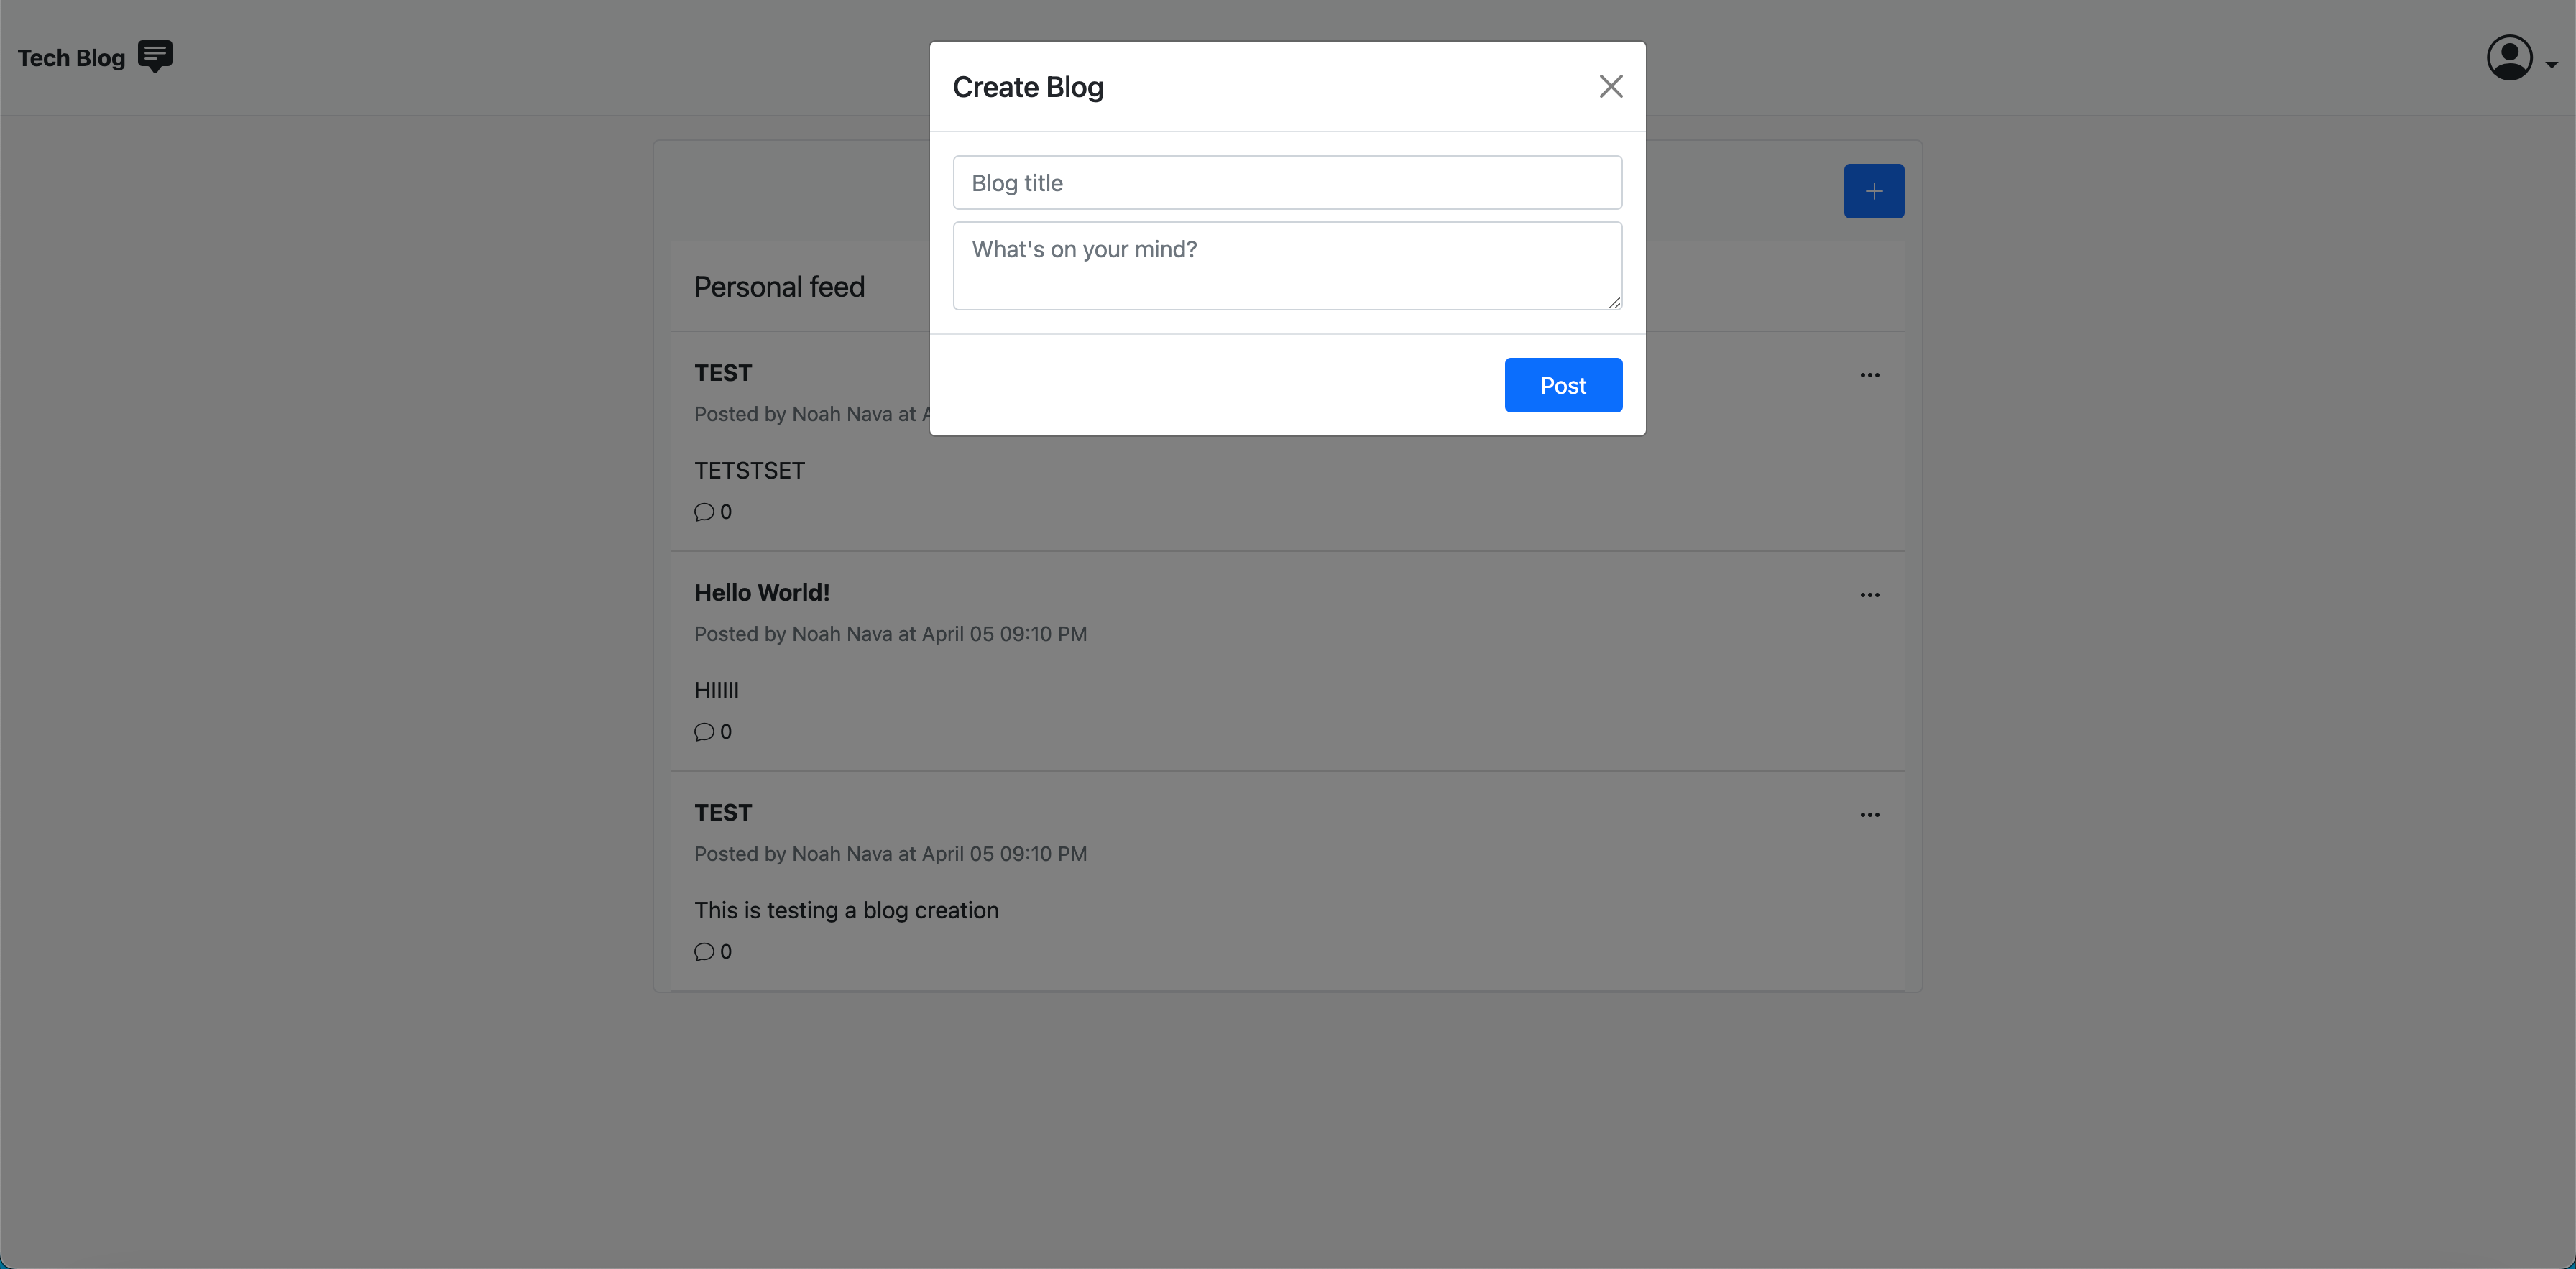 Tech Blog
Create Blog
Blog title
What's on your mind?
Post
Personal feed
TEST
Posted by Noah Nava at
TETSTSET
0
Hello World!
Posted by Noah Nava at April 05 09:10 PM
HIIIII
0
TEST
Posted by Noah Nava at April 05 09:10 PM
This is testing a blog creation
0